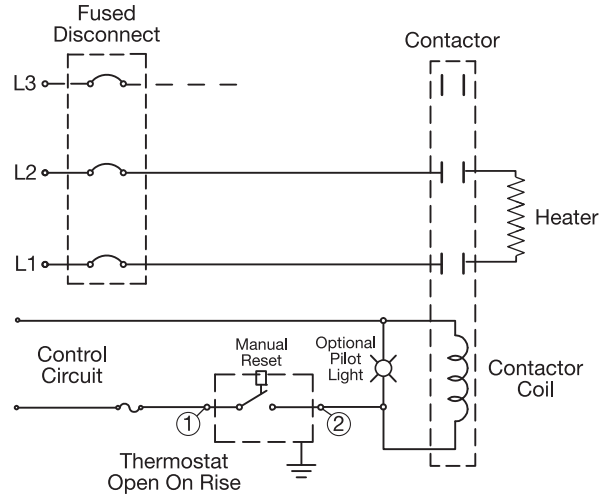 Fused
Disconnect
Contactor
L3
L2
Heater
L1
Control
Circuit
Manual
Reset
Optional
Pilot
Light
Contactor
Coil
1
2
Thermostat
Open On Rise